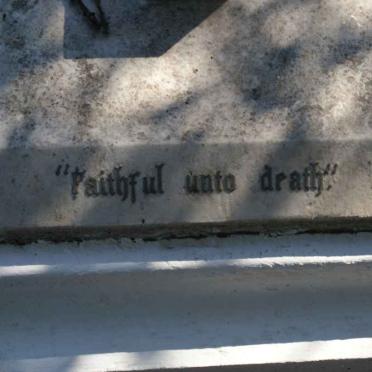 "Faithful unto death."